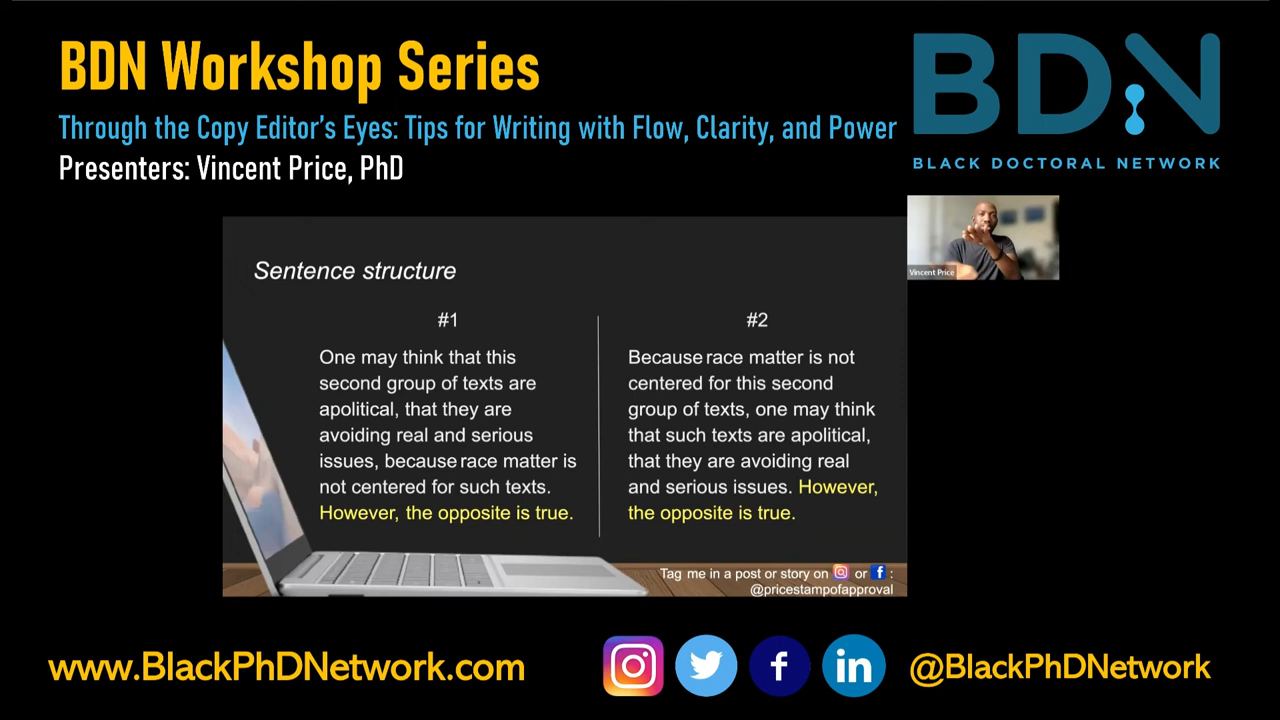 BDN Workshop Series
Through the Copy Editor's Eyes: Tips for Writing with Flow, Clarity, and Power
Presenters: Vincent Price, PhD
BDN
BLACK DOCTORAL NETWORK
Vincent Price
Sentence structure
#1
One may think that this
second group of texts are
apolitical, that they are
avoiding real and serious
issues, because race matter is
not centered for such texts.
However, the opposite is true.
#2
Because race matter is not
centered for this second
group of texts, one may think
that such texts are apolitical,
that they are avoiding real
and serious issues. However,
the opposite is true.
Tag me in a post or story on or :
@pricestampofapproval
www.BlackPhDNetwork.com
@BlackPhDNetwork